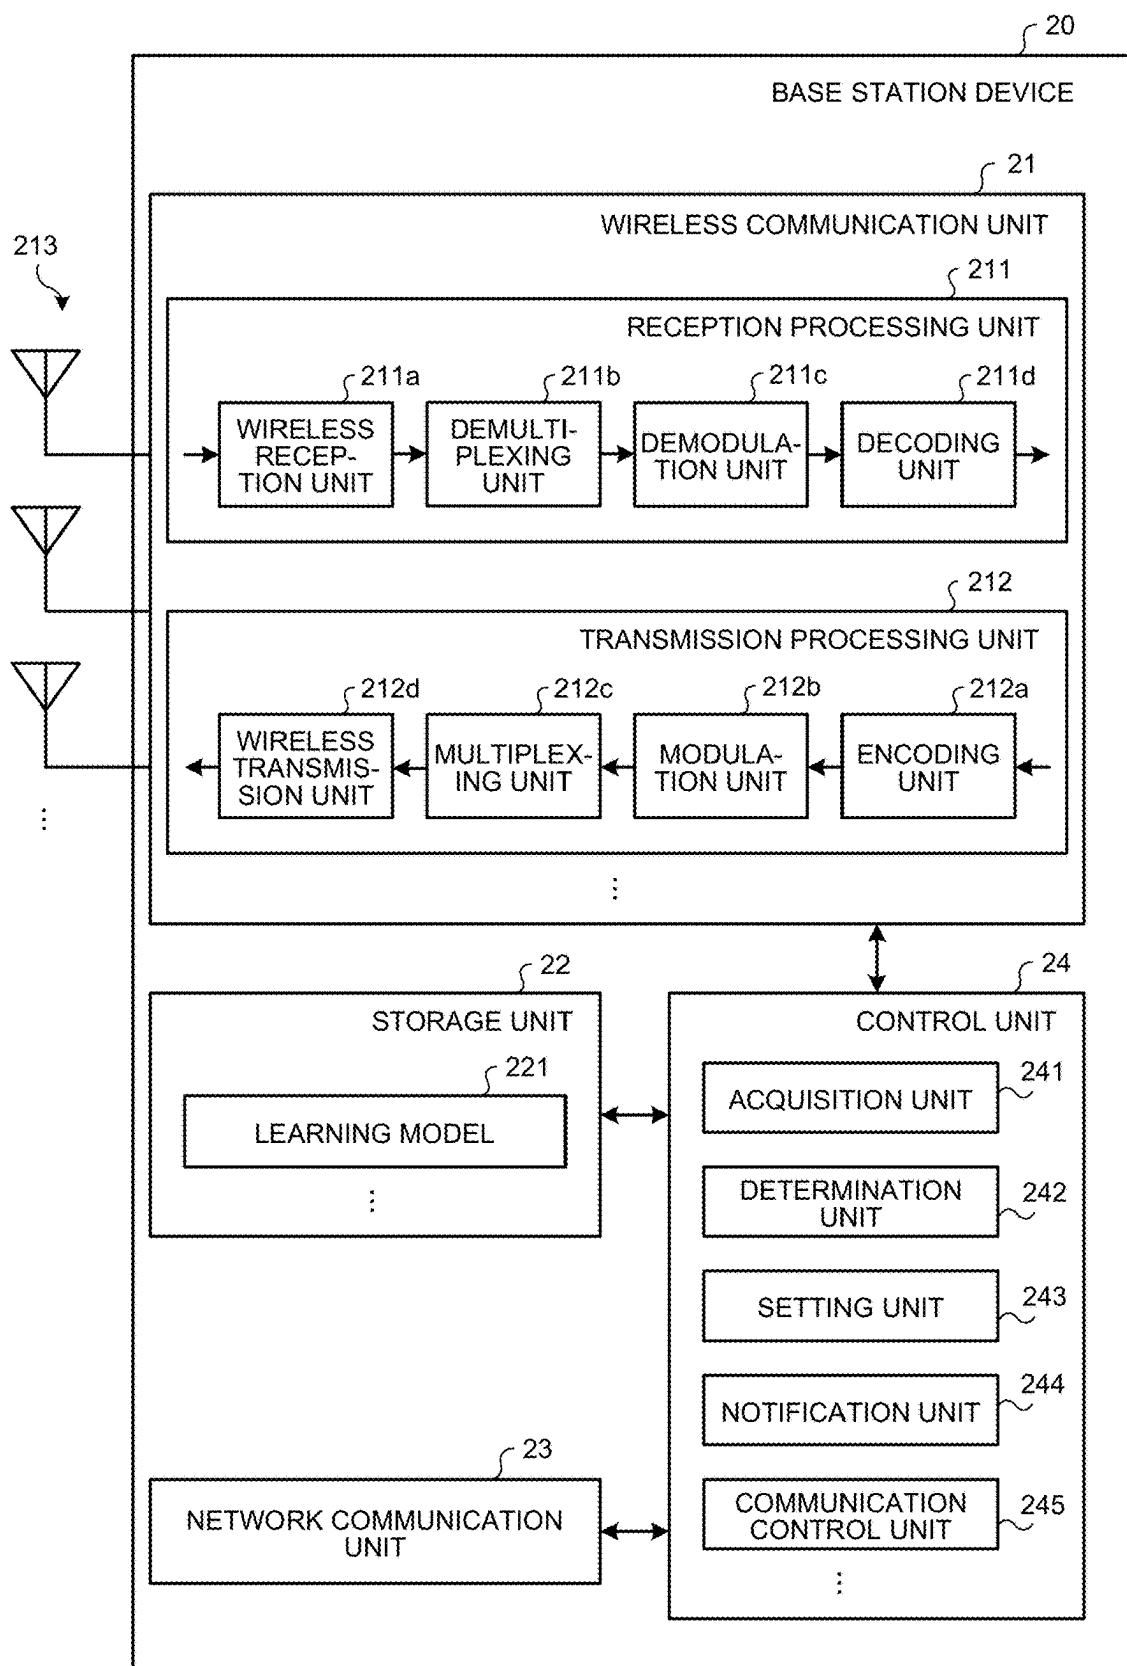 20
BASE STATION DEVICE
21
WIRELESS COMMUNICATION UNIT
213
211
RECEPTION PROCESSING UNIT
211a
211b
211c
211d
WIRELESS
RECEP-
TION UNIT
DEMULTI-
PLEXING
UNIT
DEMODULA-
TION UNIT
DECODING
UNIT
212
TRANSMISSION PROCESSING UNIT
212d
212c
212b
212a
WIRELESS
TRANSMIS-
SION UNIT
MULTIPLEX-
ING UNIT
MODULA-
TION UNIT
ENCODING
UNIT
...
...
22
STORAGE UNIT
221
LEARNING MODEL
...
24
CONTROL UNIT
241
ACQUISITION UNIT
242
DETERMINATION
UNIT
243
SETTING UNIT
244
NOTIFICATION UNIT
23
NETWORK COMMUNICATION
UNIT
245
COMMUNICATION
CONTROL UNIT
...